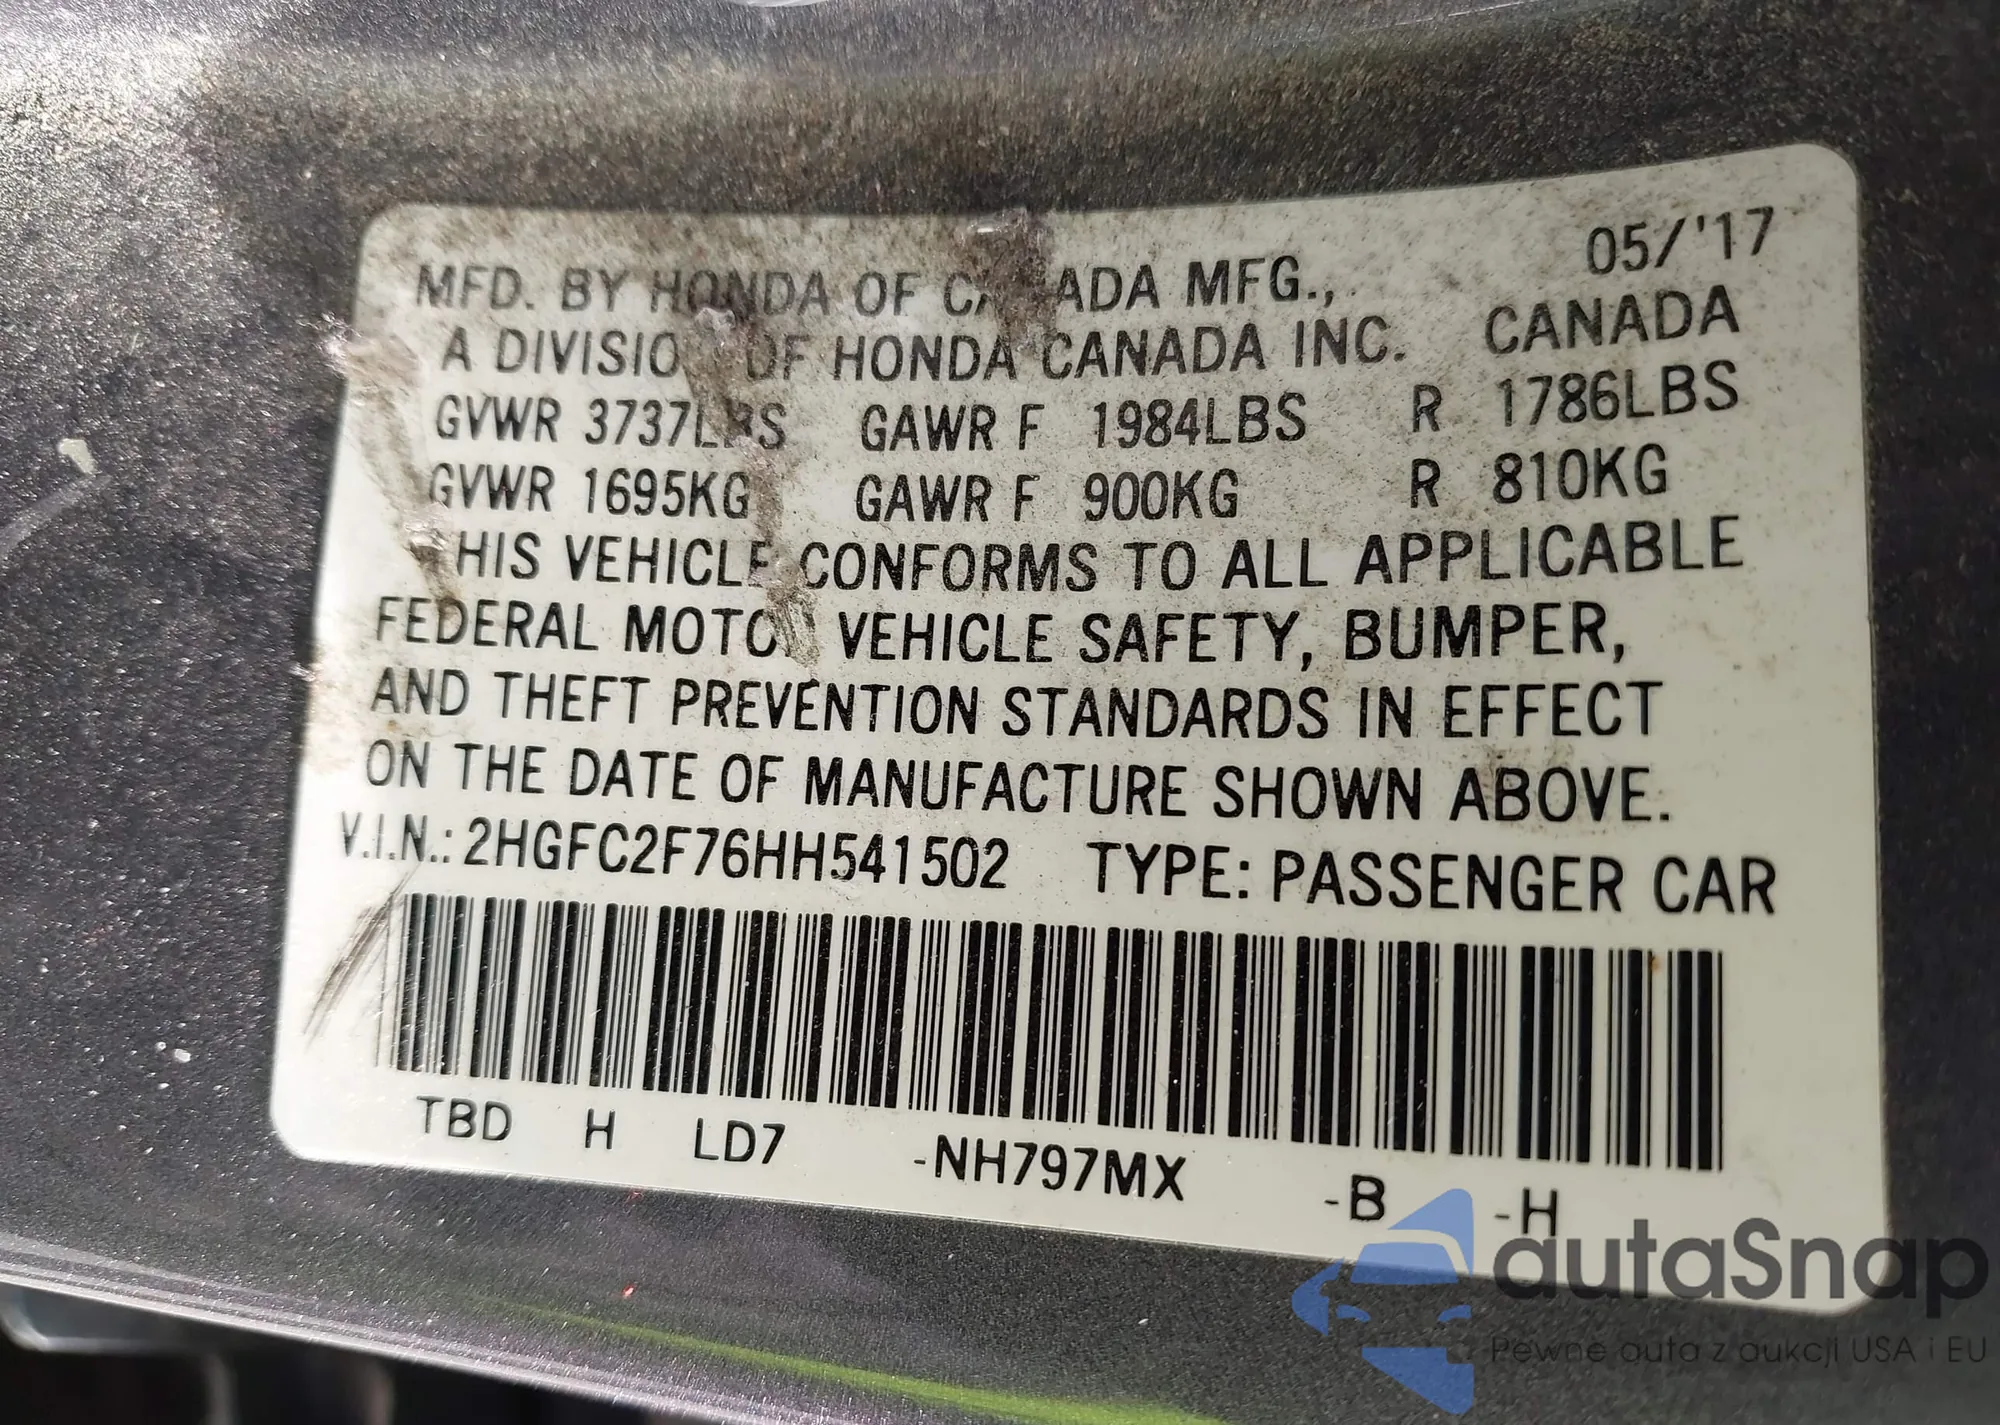 05/'17
MFD. BY HONDA OF CANADA MFG.,
A DIVISION OF HONDA CANADA INC. CANADA
GVWR 3737LBS GAWR F 1984LBS R 1786LBS
GVWR 1695KG GAWR F 900KG R 810KG
THIS VEHICLE CONFORMS TO ALL APPLICABLE
FEDERAL MOTOR VEHICLE SAFETY, BUMPER,
AND THEFT PREVENTION STANDARDS IN EFFECT
ON THE DATE OF MANUFACTURE SHOWN ABOVE.
V.I.N.: 2HGFC2F76HH541502 TYPE: PASSENGER CAR
TBD H LD7 -NH797MX -B -H
autaSnap
Pewne auta z aukcji USA i EU